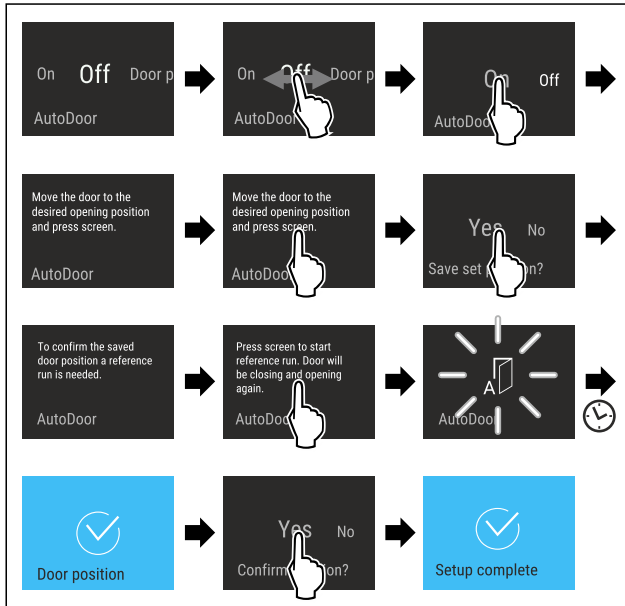 On Off Door p
AutoDoor
On Off Door p
AutoDoo
On Off
AutoDoo
Move the door to the
desired opening position
and press screen.
AutoDoor
Move the door to the
desired opening position
and press screen.
AutoDoo
Yes No
Save set
To confirm the saved
door position a reference
run is needed.
AutoDoor
Press screen to start
reference run. Door will
be closing and opening
again.
AutoDoo
A
AutoDoor
Door position
Yes No
Confirm
Setup complete